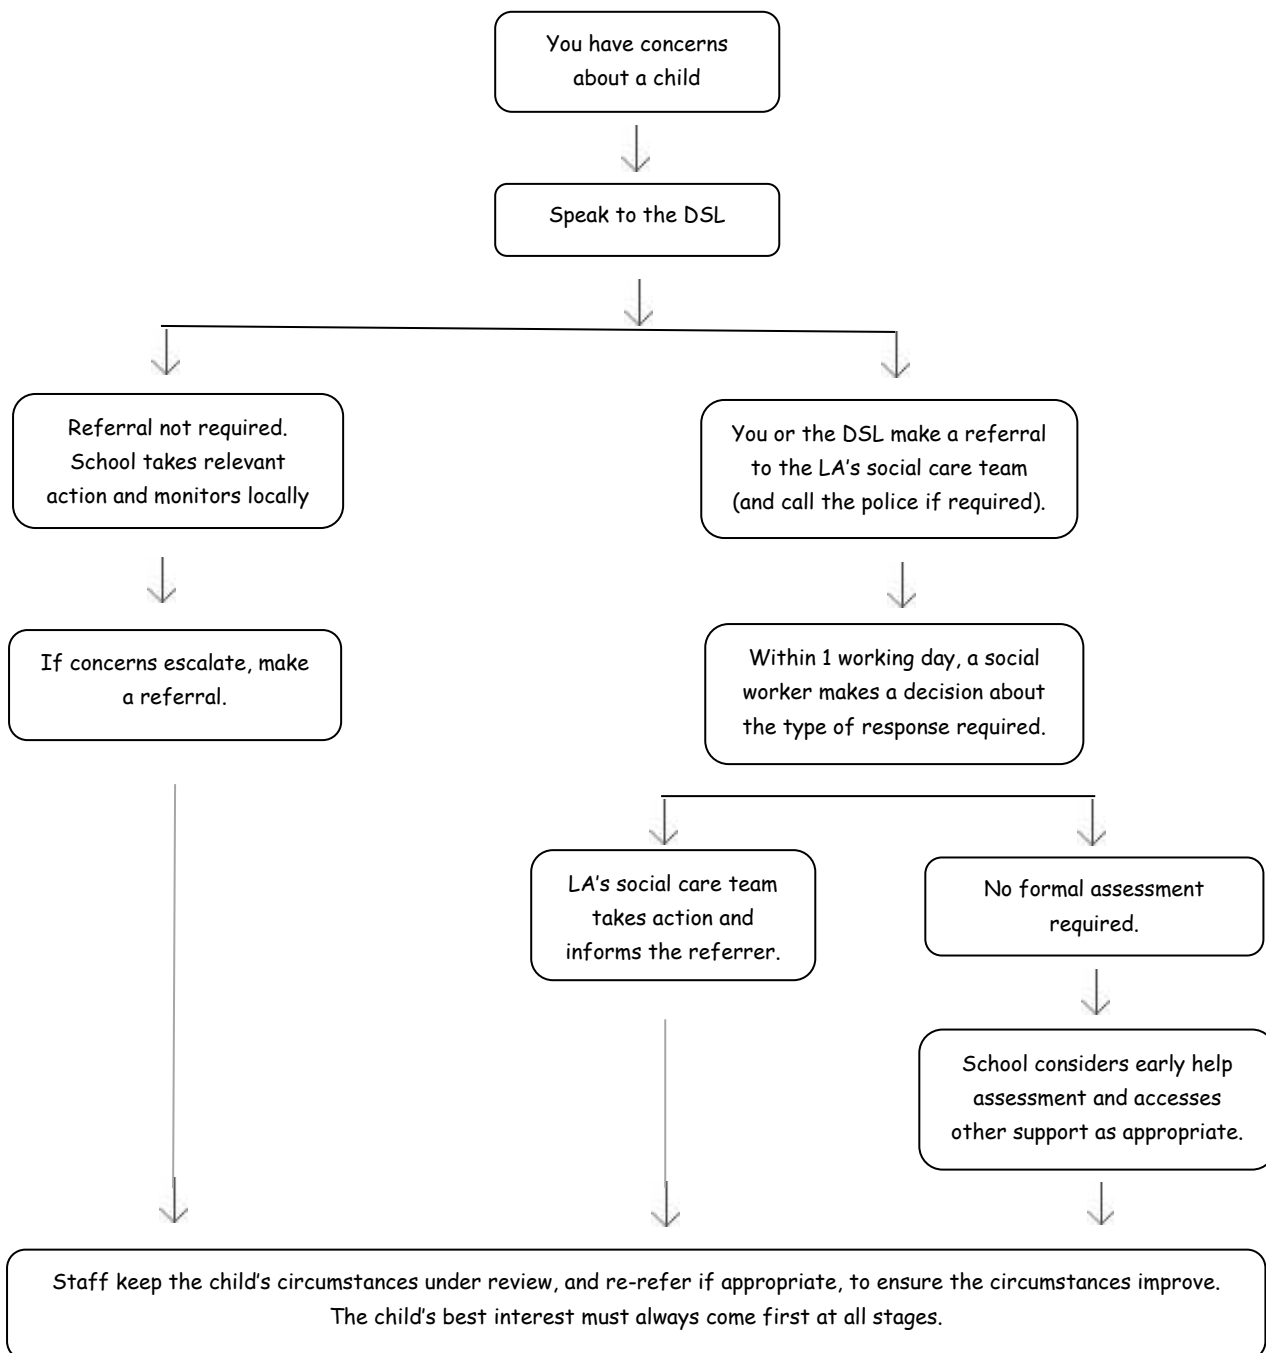 You have concerns
about a child
Speak to the DSL
Referral not required.
School takes relevant
action and monitors locally
You or the DSL make a referral
to the LA’s social care team
(and call the police if required).
If concerns escalate, make
a referral.
Within 1 working day, a social
worker makes a decision about
the type of response required.
LA’s social care team
takes action and
informs the referrer.
No formal assessment
required.
School considers early help
assessment and accesses
other support as appropriate.
Staff keep the child’s circumstances under review, and re-refer if appropriate, to ensure the circumstances improve.
The child’s best interest must always come first at all stages.